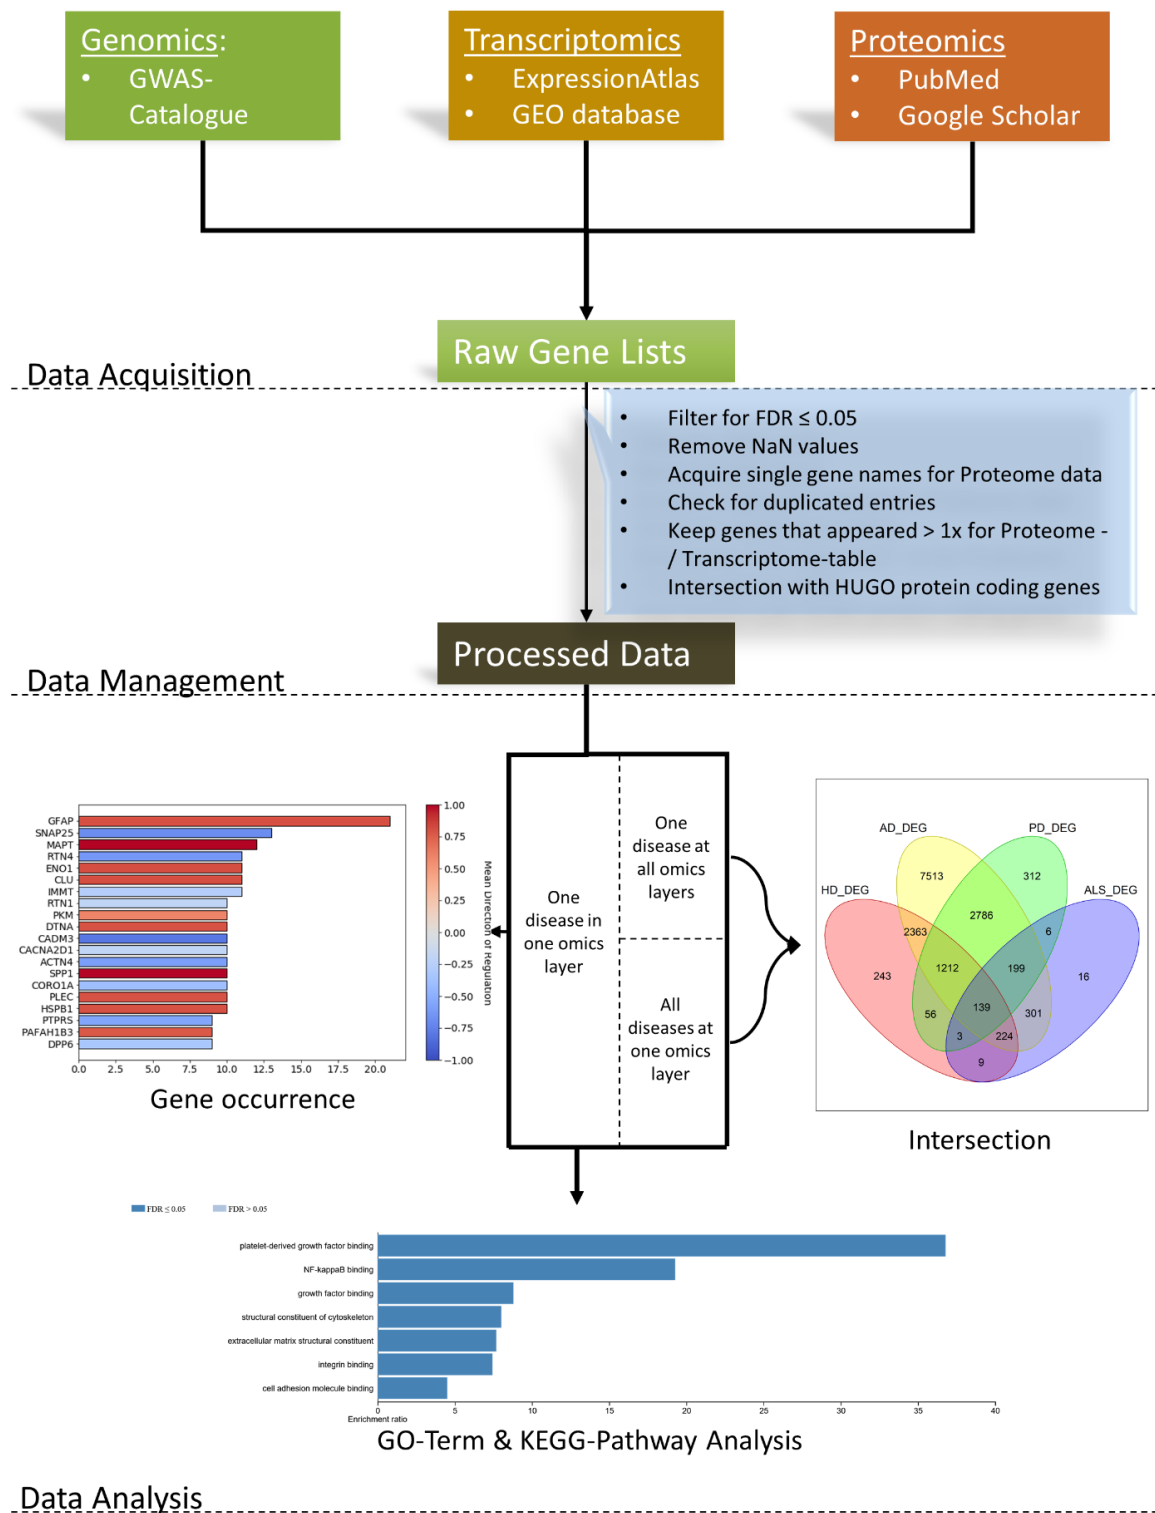 Genomics:
• GWAS-
Catalogue
Transcriptomics
• ExpressionAtlas
• GEO database
Proteomics
• PubMed
• Google Scholar
Raw Gene Lists
Data Acquisition
• Filter for FDR ≤ 0.05
• Remove NaN values
• Acquire single gene names for Proteome data
• Check for duplicated entries
• Keep genes that appeared > 1x for Proteome -
/ Transcriptome-table
• Intersection with HUGO protein coding genes
Processed Data
Data Management
GFAP
SNAP25
MAPT
RTN4
ENO1
CLU
IMMT
RTN1
PKM
DTNA
CADM3
CACNA2D1
ACTN4
SPP1
CORO1A
PLEC
HSPB1
PTPRS
PAFAH1B3
DPP6
0.0 2.5 5.0 7.5 10.0 12.5 15.0 17.5 20.0
1.00
0.75
0.50
0.25
0.00
−0.25
−0.50
−0.75
−1.00
Mean Direction of Regulation
Gene occurrence
One
disease in
one omics
layer
One
disease at
all omics
layers
All
diseases at
one omics
layer
AD_DEG
PD_DEG
HD_DEG
ALS_DEG
7513
312
2786
2363
6
243
1212
199
16
139
56
301
3
224
9
Intersection
FDR ≤ 0.05
FDR > 0.05
platelet-derived growth factor binding
NF-kappaB binding
growth factor binding
structural constituent of cytoskeleton
extracellular matrix structural constituent
integrin binding
cell adhesion molecule binding
0 5 10 15 20 25 30 35 40
Enrichment ratio
GO-Term & KEGG-Pathway Analysis
Data Analysis